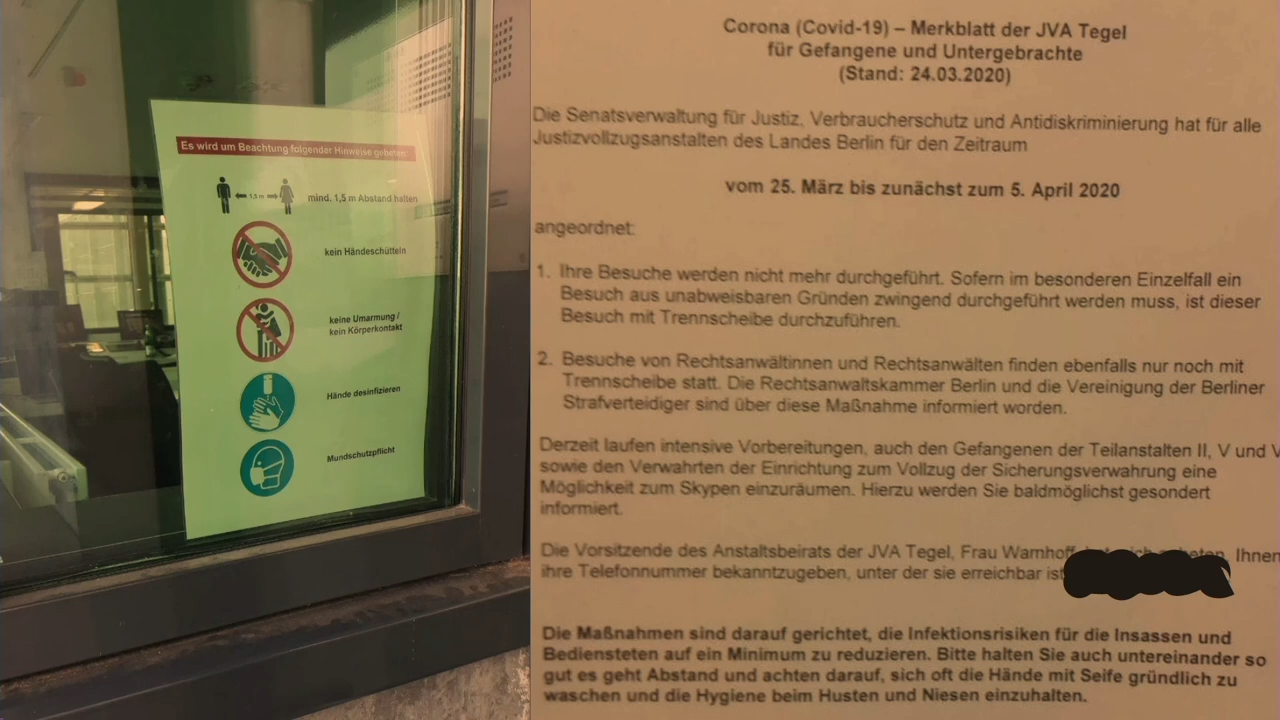 Es wird um Beachtung folgender Hinweise gebeten:
1,5 m
mind. 1,5 m Abstand halten
kein Händeschütteln
keine Umarmung /
kein Körperkontakt
Hände desinfizieren
Mundschutzpflicht
Corona (Covid-19) – Merkblatt der JVA Tegel
für Gefangene und Untergebrachte
(Stand: 24.03.2020)
Die Senatsverwaltung für Justiz, Verbraucherschutz und Antidiskriminierung hat für alle
Justizvollzugsanstalten des Landes Berlin für den Zeitraum
vom 25. März bis zunächst zum 5. April 2020
angeordnet:
1. Ihre Besuche werden nicht mehr durchgeführt. Sofern im besonderen Einzelfall ein
Besuch aus unabweisbaren Gründen zwingend durchgeführt werden muss, ist dieser
Besuch mit Trennscheibe durchzuführen.
2. Besuche von Rechtsanwältinnen und Rechtsanwälten finden ebenfalls nur noch mit
Trennscheibe statt. Die Rechtsanwaltskammer Berlin und die Vereinigung der Berliner
Strafverteidiger sind über diese Maßnahme informiert worden.
Derzeit laufen intensive Vorbereitungen, auch den Gefangenen der Teilanstalten II, V und
sowie den Verwahrten der Einrichtung zum Vollzug der Sicherungsverwahrung eine
Möglichkeit zum Skypen einzuräumen. Hierzu werden Sie baldmöglichst gesondert
informiert.
Die Vorsitzende des Anstaltsbeirats der JVA Tegel, Frau Warnhoff Ihnen
ihre Telefonnummer bekanntzugeben, unter der sie erreichbar ist
Die Maßnahmen sind darauf gerichtet, die Infektionsrisiken für die Insassen und
Bediensteten auf ein Minimum zu reduzieren. Bitte halten Sie auch untereinander so
gut es geht Abstand und achten darauf, sich oft die Hände mit Seife gründlich zu
waschen und die Hygiene beim Husten und Niesen einzuhalten.